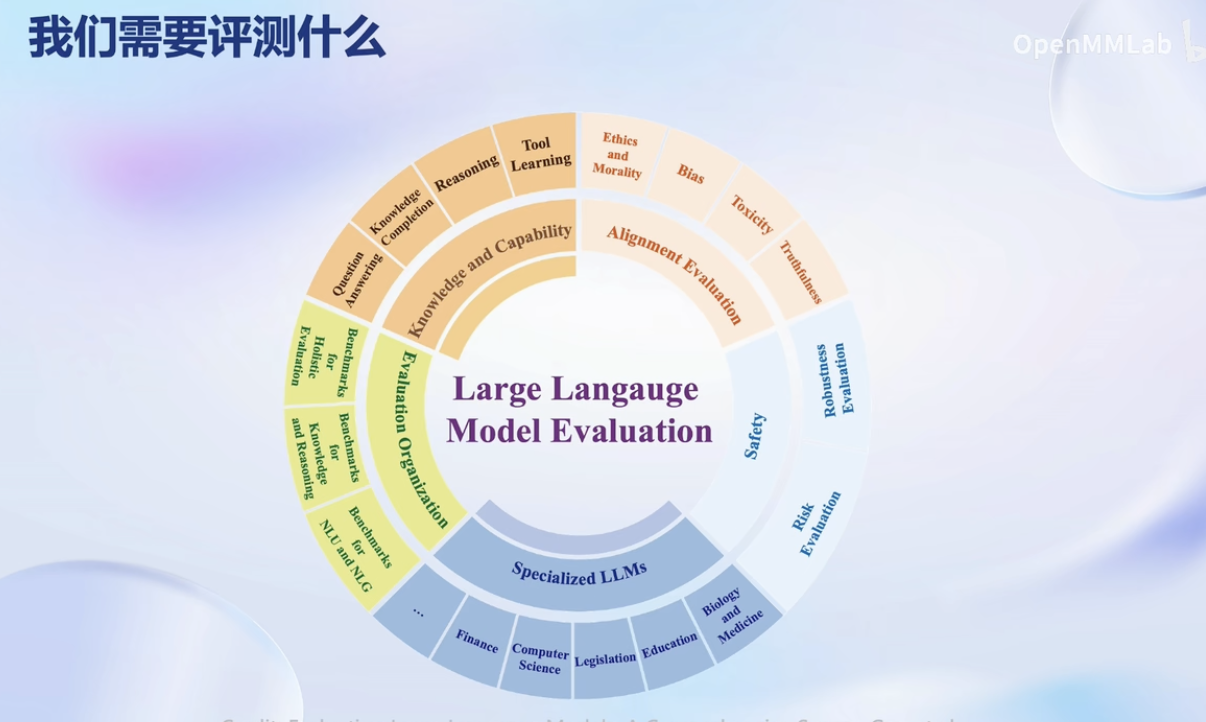 我们需要评测什么
OpenMMLab
Tool
Learning
Reasoning
Knowledge
Completion
Question
Answering
Knowledge and Capability
Ethics
and
Morality
Bias
Toxicity
Truthfulness
Alignment Evaluation
Robustness
Evaluation
Risk
Evaluation
Safety
Large Langauge
Model Evaluation
Evaluation Organization
Benchmarks
for
Holistic
Evaluation
Benchmarks
for
Knowledge
and Reasoning
Benchmarks
for
NLU and NLG
Specialized LLMs
...
Finance
Computer
Science
Legislation
Education
Biology
and
Medicine